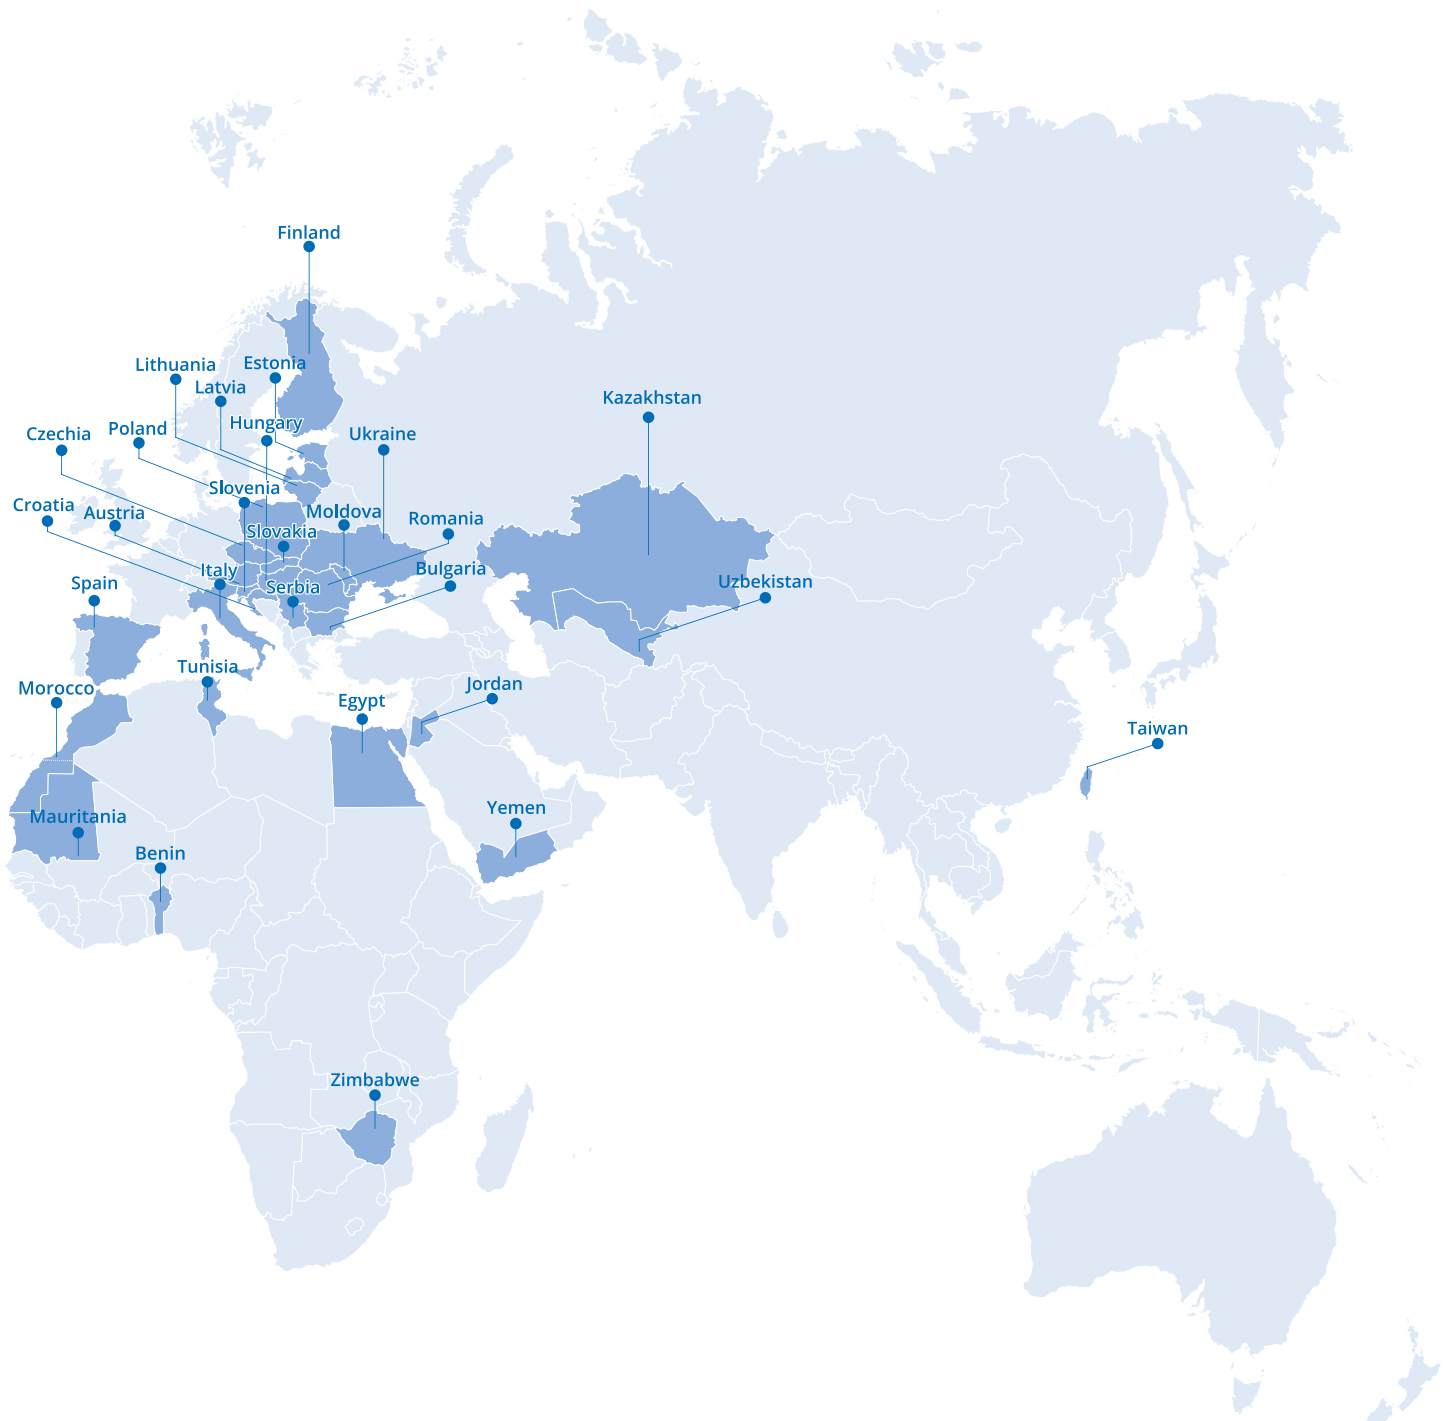 Finland
Lithuania
Estonia
Latvia
Kazakhstan
Hungary
Poland
Czechia
Ukraine
Slovenia
Croatia
Austria
Moldova
Romania
Slovakia
Italy
Bulgaria
Spain
Serbia
Uzbekistan
Tunisia
Morocco
Jordan
Egypt
Taiwan
Yemen
Mauritania
Benin
Zimbabwe